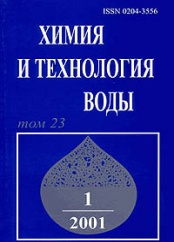 ISSN 0204-3556
ХИМИЯ
И ТЕХНОЛОГИЯ
ВОДЫ
том 23
1
2001